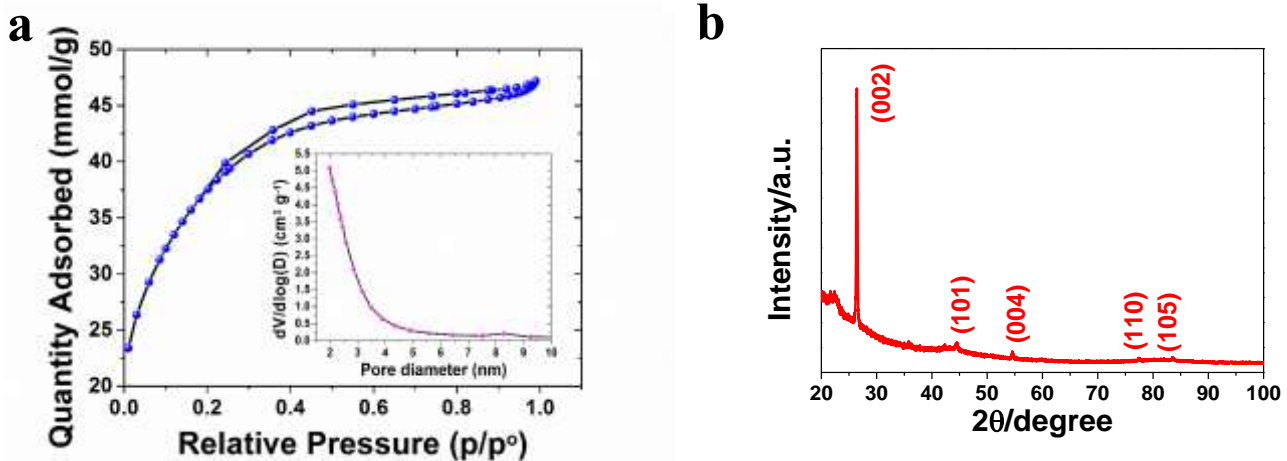 a
Quantity Adsorbed (mmol/g)
50
45
40
35
30
25
20
0.0 0.2 0.4 0.6 0.8 1.0
Relative Pressure (p/pº)
dV/dlog(D) (cm³ g⁻¹)
5.5
5.0
4.5
4.0
3.5
3.0
2.5
2.0
1.5
1.0
0.5
0.0
2 3 4 5 6 7 8 9 10
Pore diameter (nm)
b
Intensity/a.u.
(002)
(101)
(004)
(110)
(105)
20 30 40 50 60 70 80 90 100
2θ/degree